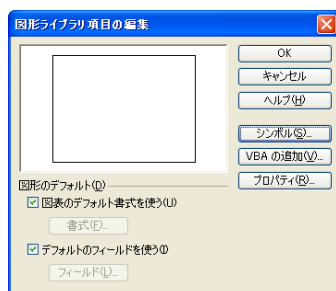 図形ライブラリ項目の編集
OK
キャンセル
ヘルプ(H)
シンボル(S)...
VBA の追加(V)...
プロパティ(R)...
図形のデフォルト(D)
図表のデフォルト書式を使う(U)
書式(F)...
デフォルトのフィールドを使う(I)
フィールド(L)...